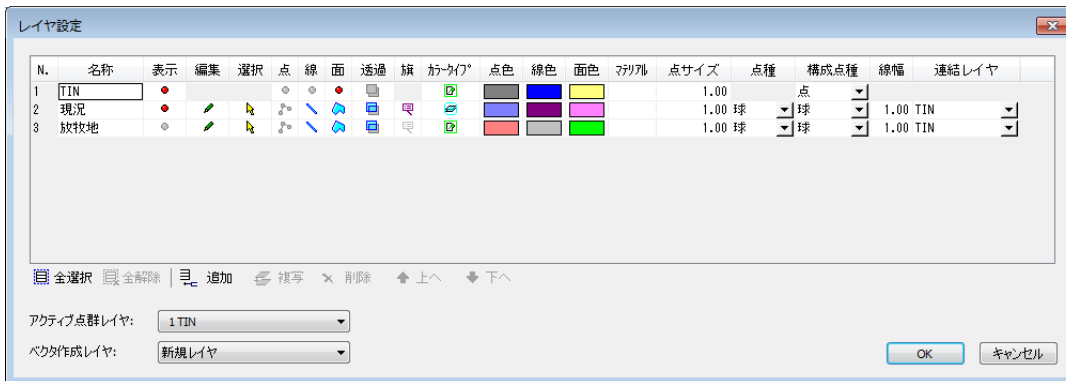 レイヤ設定
N. 名称 表示 編集 選択 点 線 面 透過 旗 ｶﾗｰﾀｲﾌﾟ 点色 線色 面色 ﾏﾃﾘｱﾙ 点サイズ 点種 構成点種 線幅 連結レイヤ
1 TIN 1.00 点
2 現況 1.00 球 球 1.00 TIN
3 放牧地 1.00 球 球 1.00 TIN
全選択 全解除 追加 複写 削除 上へ 下へ
アクティブ点群レイヤ: 1 TIN
ベクタ作成レイヤ: 新規レイヤ
OK キャンセル